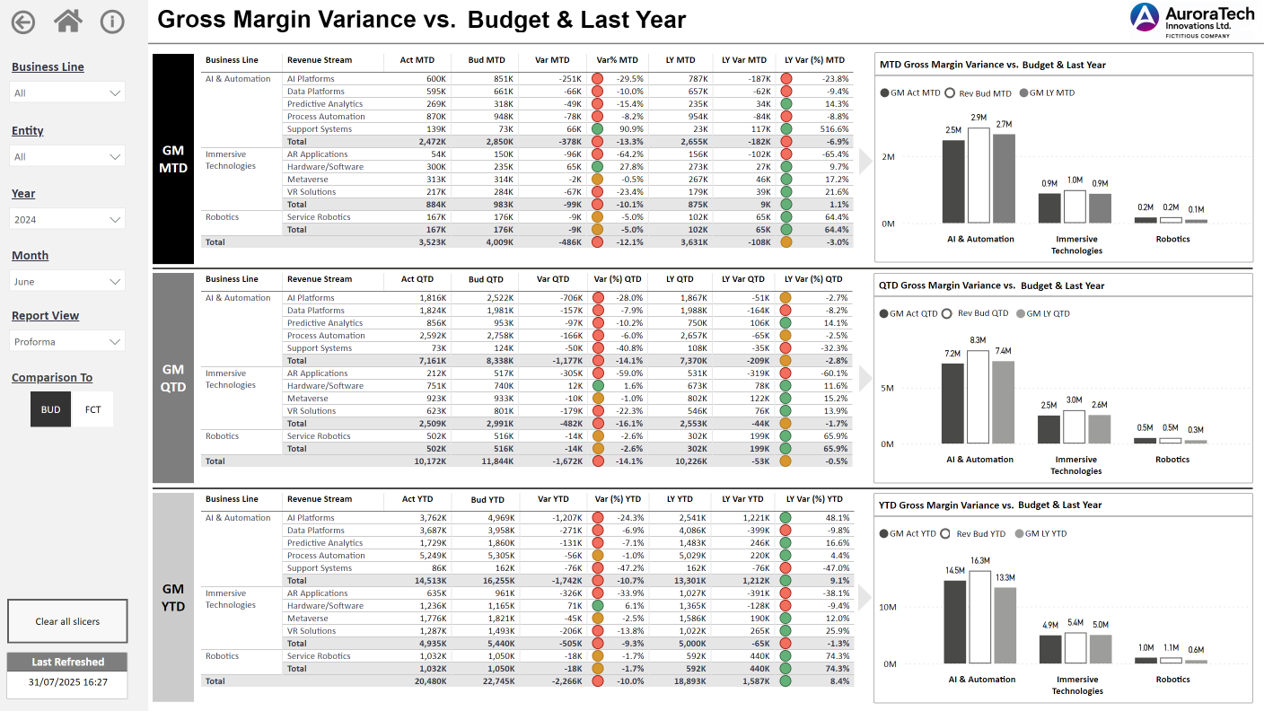 Gross Margin Variance vs. Budget & Last Year
AuroraTech
Innovations Ltd.
FICTITIOUS COMPANY
Business Line
All
Entity
All
Year
2024
Month
June
Report View
Proforma
Comparison To
BUD FCT
Clear all slicers
Last Refreshed
31/07/2025 16:27
GM
MTD
Business Line Revenue Stream Act MTD Bud MTD Var MTD Var% MTD LY MTD LY Var MTD LY Var (%) MTD
AI & Automation AI Platforms 600K 851K -251K -29.5% 787K -187K -23.8%
Data Platforms 595K 661K -66K -10.0% 657K -62K -9.4%
Predictive Analytics 269K 318K -49K -15.4% 235K 34K 14.3%
Process Automation 870K 948K -78K -8.2% 954K -84K -8.8%
Support Systems 139K 73K 66K 90.9% 23K 117K 516.6%
Total 2,472K 2,850K -378K -13.3% 2,655K -182K -6.9%
Immersive Technologies AR Applications 54K 150K -96K -64.2% 156K -102K -65.4%
Hardware/Software 300K 235K 65K 27.8% 273K 27K 9.7%
Metaverse 313K 314K -2K -0.5% 267K 46K 17.2%
VR Solutions 217K 284K -67K -23.4% 179K 39K 21.6%
Total 884K 983K -99K -10.1% 875K 9K 1.1%
Robotics Service Robotics 167K 176K -9K -5.0% 102K 65K 64.4%
Total 167K 176K -9K -5.0% 102K 65K 64.4%
Total 3,523K 4,009K -486K -12.1% 3,631K -108K -3.0%
MTD Gross Margin Variance vs. Budget & Last Year
GM Act MTD Rev Bud MTD GM LY MTD
2.5M 2.9M 2.7M
0.9M 1.0M 0.9M
0.2M 0.2M 0.1M
2M
0M
AI & Automation Immersive Technologies Robotics
GM
QTD
Business Line Revenue Stream Act QTD Bud QTD Var QTD Var (%) QTD LY QTD LY Var QTD LY Var (%) QTD
AI & Automation AI Platforms 1,816K 2,522K -706K -28.0% 1,867K -51K -2.7%
Data Platforms 1,824K 1,981K -157K -7.9% 1,988K -164K -8.2%
Predictive Analytics 856K 953K -97K -10.2% 750K 106K 14.1%
Process Automation 2,592K 2,758K -166K -6.0% 2,657K -65K -2.5%
Support Systems 73K 124K -50K -40.8% 108K -35K -32.3%
Total 7,161K 8,338K -1,177K -14.1% 7,370K -209K -2.8%
Immersive Technologies AR Applications 212K 517K -305K -59.0% 531K -319K -60.1%
Hardware/Software 751K 740K 12K 1.6% 673K 78K 11.6%
Metaverse 923K 933K -10K -1.0% 802K 122K 15.2%
VR Solutions 623K 801K -179K -22.3% 546K 76K 13.9%
Total 2,509K 2,991K -482K -16.1% 2,553K -44K -1.7%
Robotics Service Robotics 502K 516K -14K -2.6% 302K 199K 65.9%
Total 502K 516K -14K -2.6% 302K 199K 65.9%
Total 10,172K 11,844K -1,672K -14.1% 10,226K -53K -0.5%
QTD Gross Margin Variance vs. Budget & Last Year
GM Act QTD Rev Bud QTD GM LY QTD
7.2M 8.3M 7.4M
2.5M 3.0M 2.6M
0.5M 0.5M 0.3M
5M
0M
AI & Automation Immersive Technologies Robotics
GM
YTD
Business Line Revenue Stream Act YTD Bud YTD Var YTD Var (%) YTD LY YTD LY Var YTD LY Var (%) YTD
AI & Automation AI Platforms 3,762K 4,969K -1,207K -24.3% 2,541K 1,221K 48.1%
Data Platforms 3,687K 3,958K -271K -6.9% 4,086K -399K -9.8%
Predictive Analytics 1,729K 1,860K -131K -7.1% 1,483K 246K 16.6%
Process Automation 5,249K 5,305K -56K -1.0% 5,029K 220K 4.4%
Support Systems 86K 162K -76K -47.2% 162K -76K -47.0%
Total 14,513K 16,255K -1,742K -10.7% 13,301K 1,212K 9.1%
Immersive Technologies AR Applications 635K 961K -326K -33.9% 1,027K -391K -38.1%
Hardware/Software 1,236K 1,165K 71K 6.1% 1,365K -128K -9.4%
Metaverse 1,776K 1,821K -45K -2.5% 1,586K 190K 12.0%
VR Solutions 1,287K 1,493K -206K -13.8% 1,022K 265K 25.9%
Total 4,935K 5,440K -505K -9.3% 5,000K -65K -1.3%
Robotics Service Robotics 1,032K 1,050K -18K -1.7% 592K 440K 74.3%
Total 1,032K 1,050K -18K -1.7% 592K 440K 74.3%
Total 20,480K 22,745K -2,266K -10.0% 18,893K 1,587K 8.4%
YTD Gross Margin Variance vs. Budget & Last Year
GM Act YTD Rev Bud YTD GM LY YTD
14.5M 16.3M 13.3M
4.9M 5.4M 5.0M
1.0M 1.1M 0.6M
10M
0M
AI & Automation Immersive Technologies Robotics